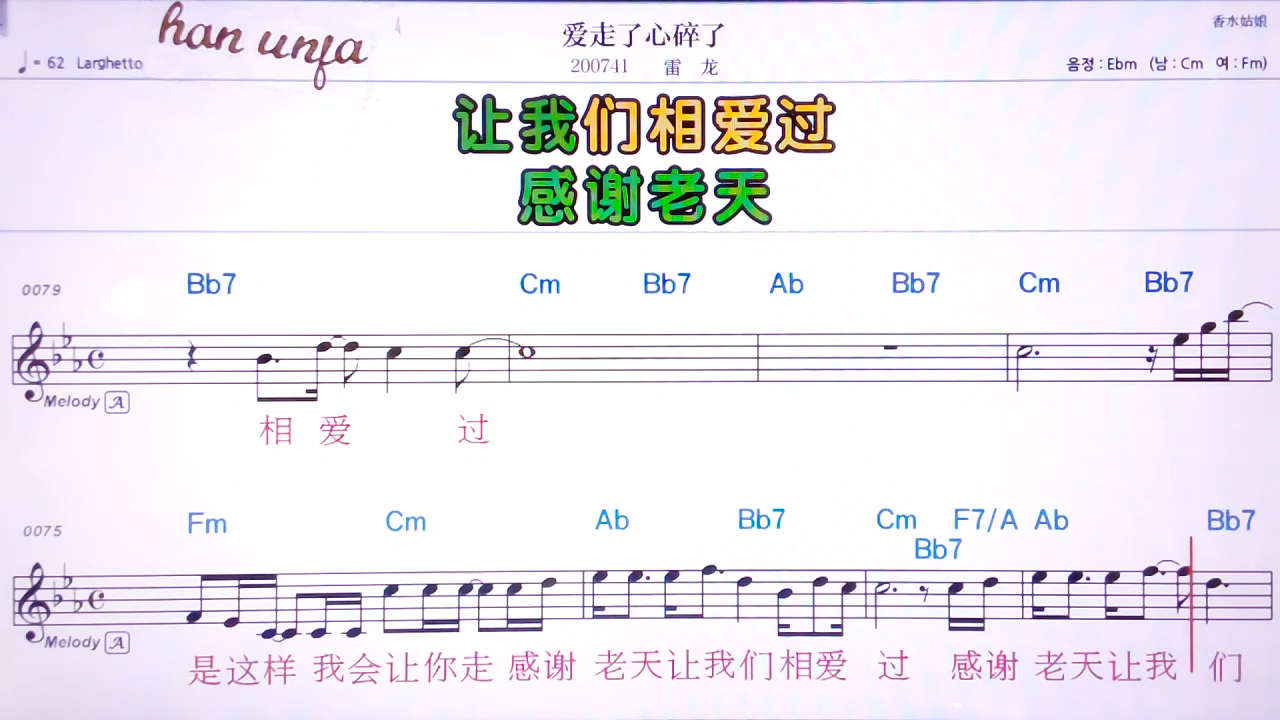 han unfa
爱走了心碎了
香水姑娘
♩= 62 Larghetto
200741 雷 龙
음정 : Ebm (남 : Cm 여 : Fm)
让我们相爱过
感谢老天
0079
Bb7 Cm Bb7 Ab Bb7 Cm Bb7
Melody A
相 爱 过
0075
Fm Cm Ab Bb7 Cm F7/A Ab Bb7
Bb7
Melody A
是这样 我会让你走 感谢 老天让我们相爱 过 感谢 老天让我 们